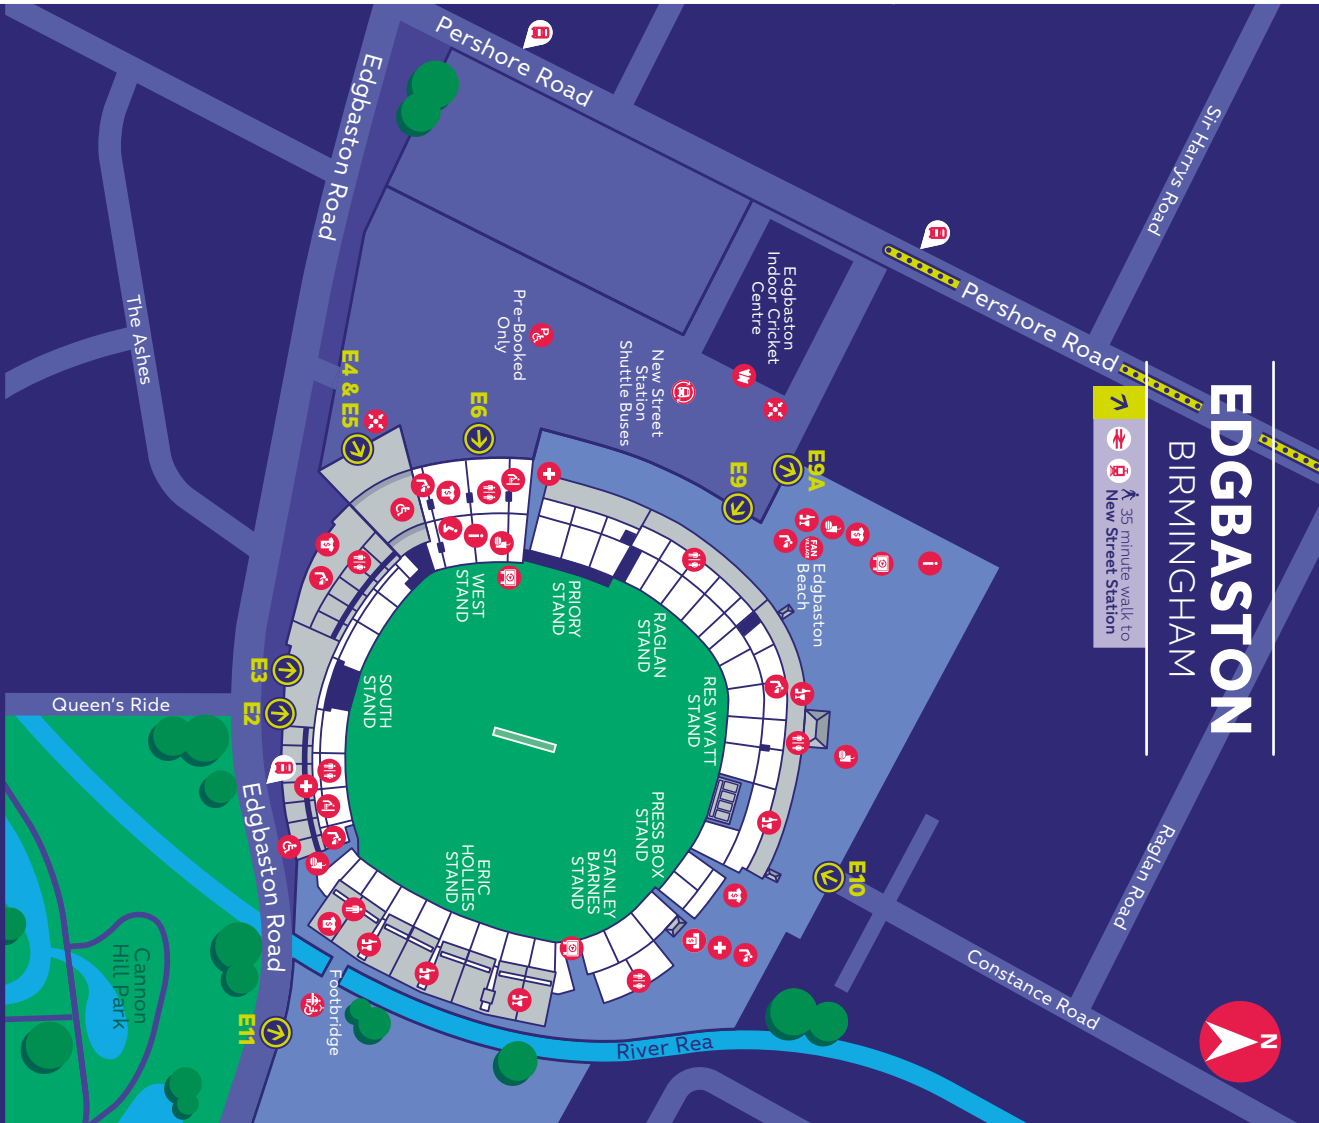 EDGBASTON
BIRMINGHAM
35 minute walk to
New Street Station
N
Pershore Road
Pershore Road
Sir Harrys Road
Raglan Road
Constance Road
Edgbaston Road
Edgbaston Road
The Ashes
Queen's Ride
Cannon
Hill Park
River Rea
Footbridge
Edgbaston
Indoor Cricket
Centre
New Street
Station
Shuttle Buses
Pre-Booked
Only
P
Edgbaston
Beach
FAN
VILLAGE
E4 & E5
E6
E9
E9A
E10
E11
E2
E3
WEST
STAND
PRIORY
STAND
RAGLAN
STAND
RES WYATT
STAND
PRESS BOX
STAND
STANLEY
BARNES
STAND
ERIC
HOLLIES
STAND
SOUTH
STAND